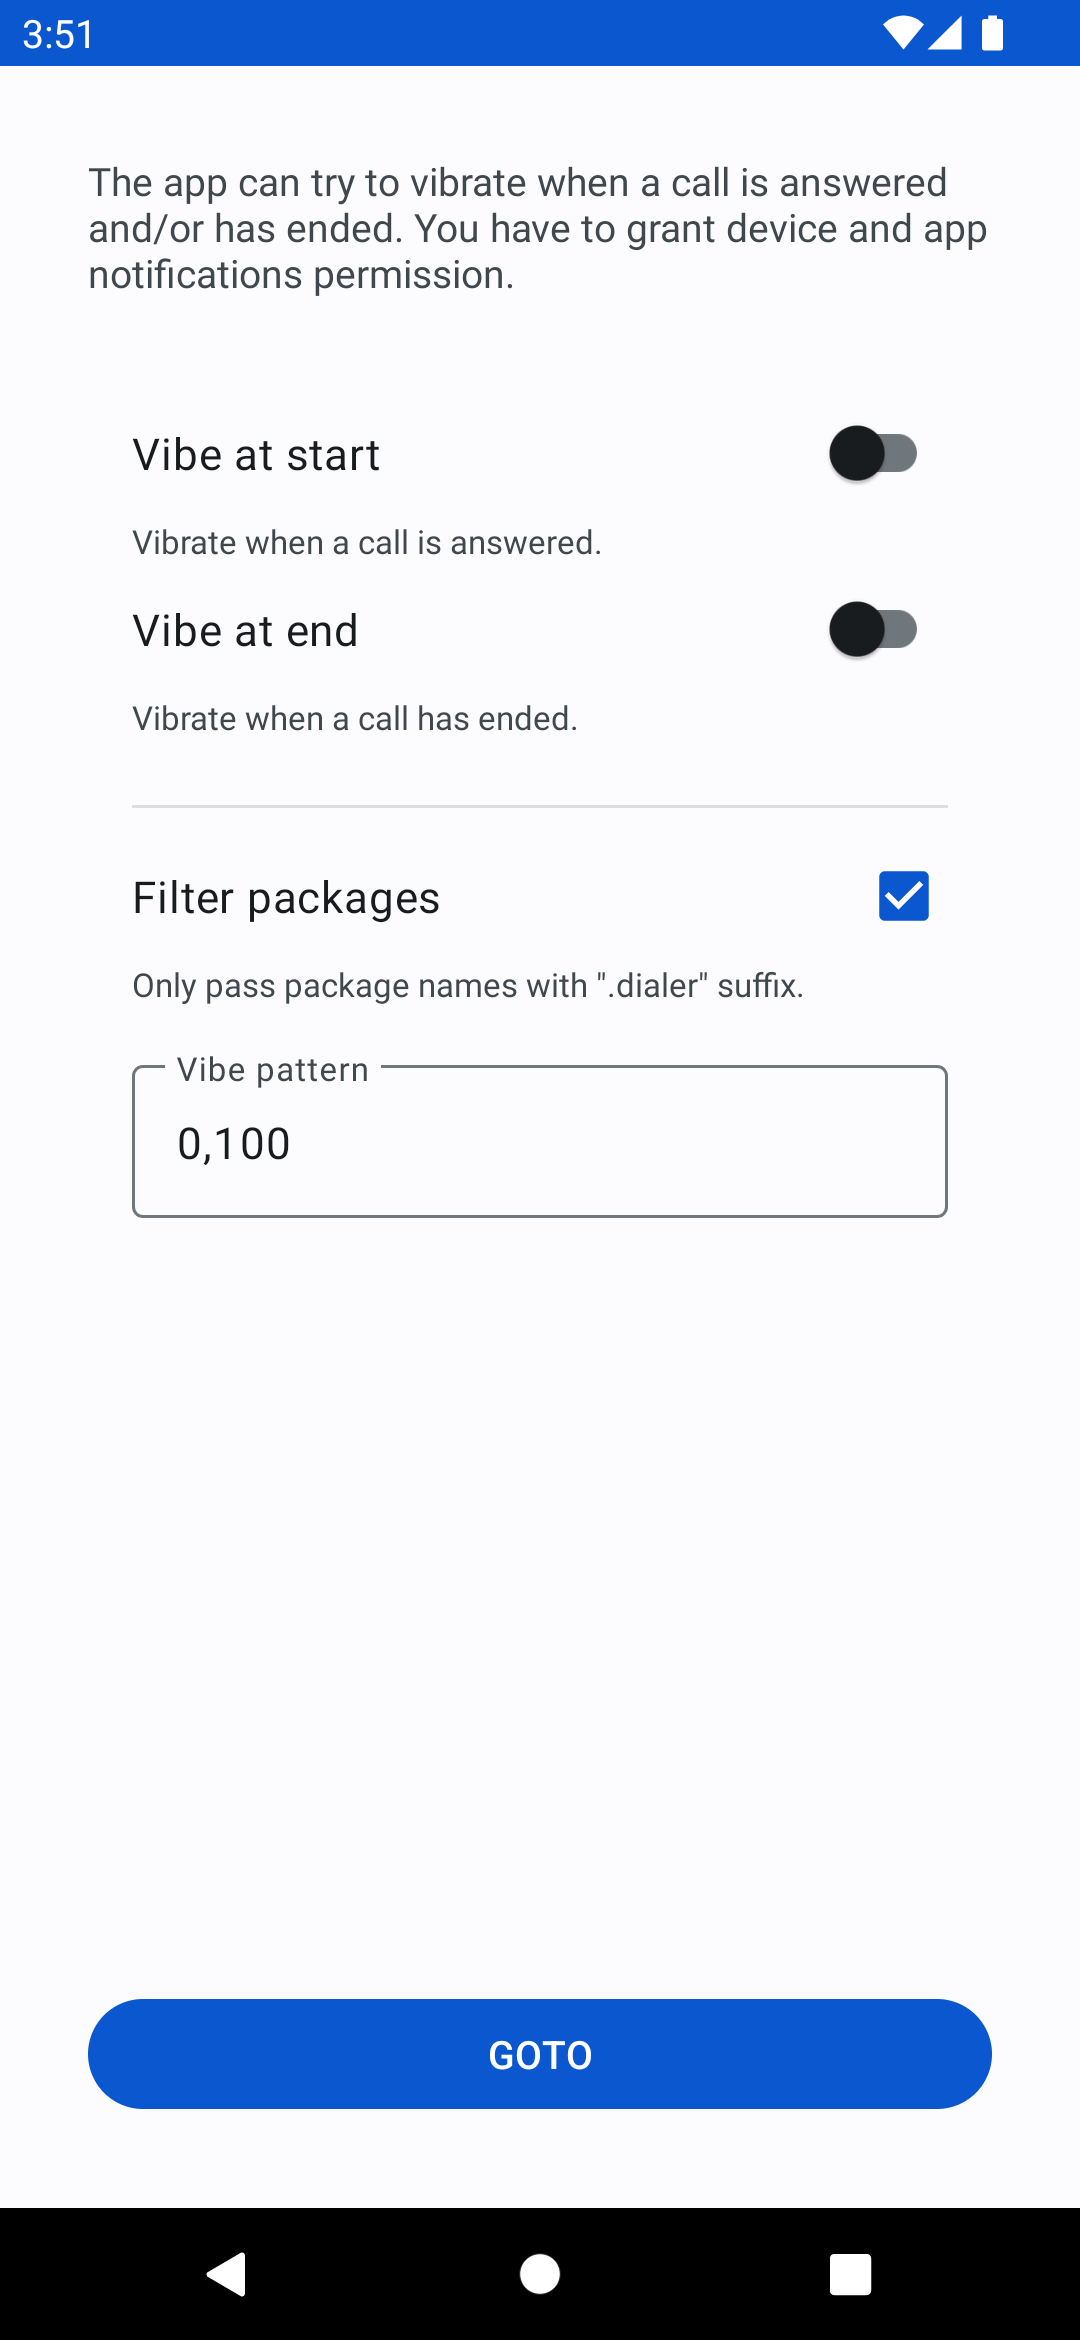 3:51
The app can try to vibrate when a call is answered
and/or has ended. You have to grant device and app
notifications permission.
Vibe at start
Vibrate when a call is answered.
Vibe at end
Vibrate when a call has ended.
Filter packages
Only pass package names with ".dialer" suffix.
Vibe pattern
0,100
GOTO